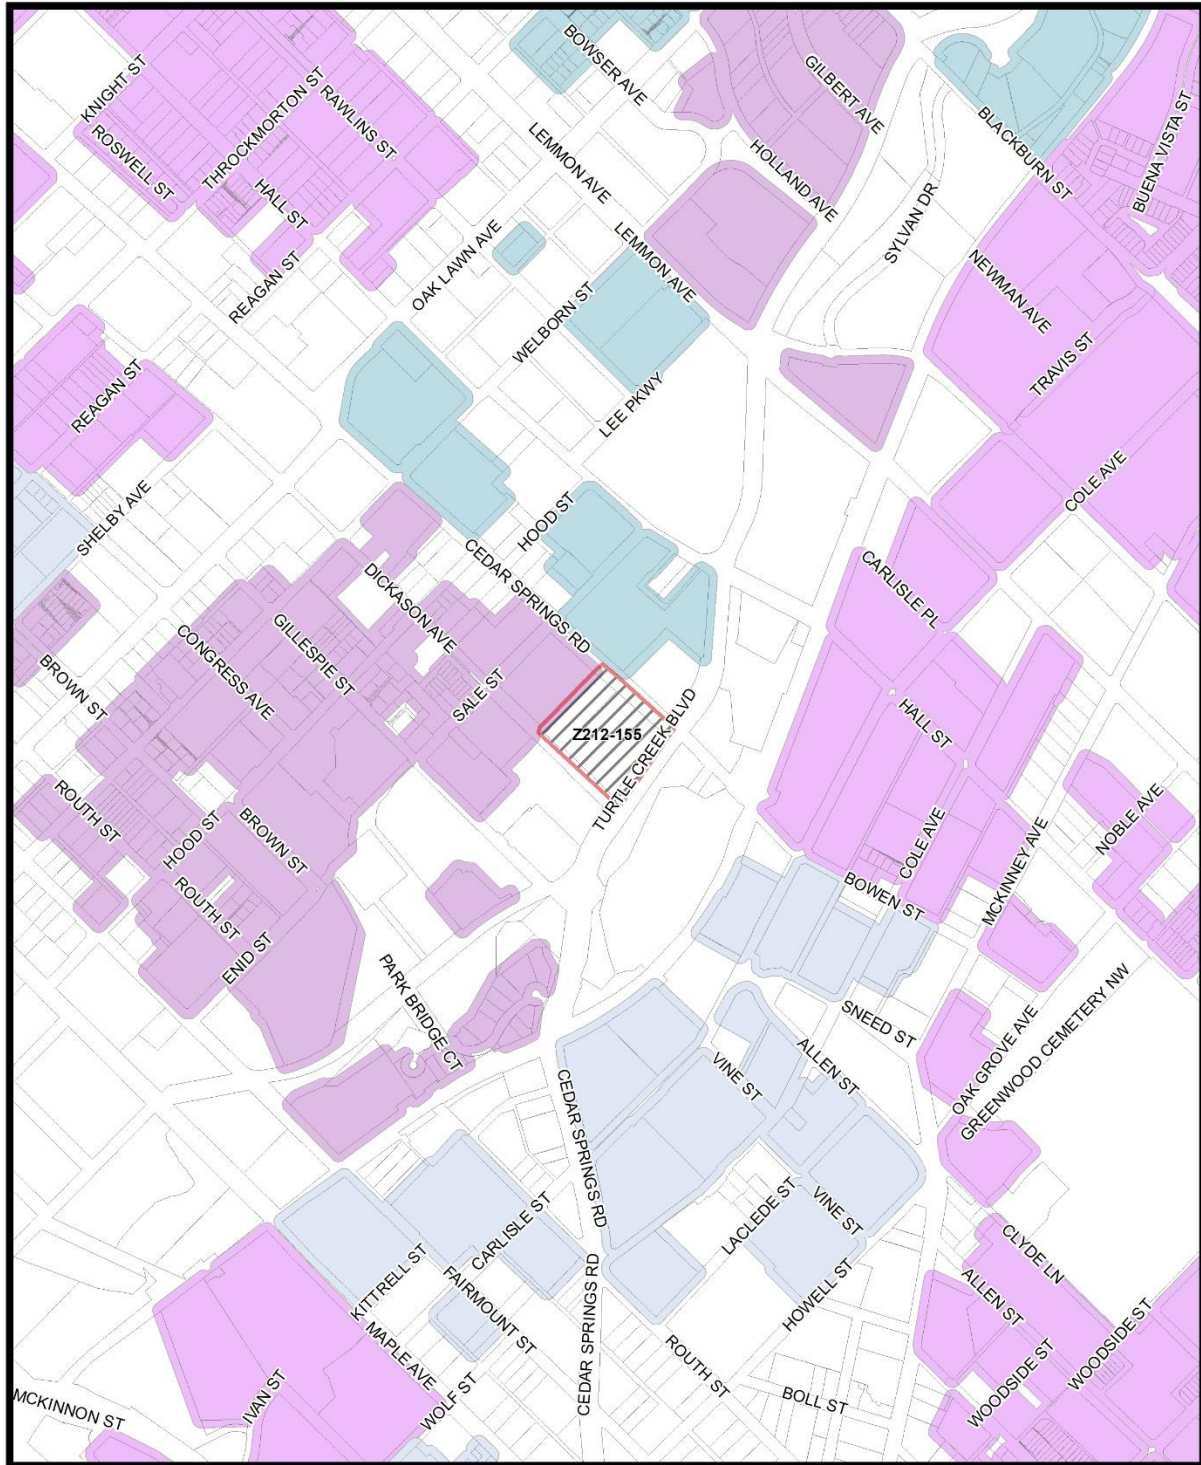 BOWSER AVE
GILBERT AVE
KNIGHT ST
THROCKMORTON ST
RAWLINS ST
ROSWELL ST
HALL ST
LEMMON AVE
HOLLAND AVE
BLACKBURN ST
BUENA VISTA ST
SYLVAN DR
OAK LAWN AVE
LEMMON AVE
REAGAN ST
WELBORN ST
NEWMAN AVE
TRAVIS ST
REAGAN ST
LEE PKWY
COLE AVE
SHELBY AVE
HOOD ST
CEDAR SPRINGS RD
DICKASON AVE
CARLISLE PL
GILLESPIE ST
CONGRESS AVE
BROWN ST
SALE ST
HALL ST
Z212-155
TURTLE CREEK BLVD
ROUTH ST
HOOD ST
BROWN ST
COLE AVE
NOBLE AVE
MCKINNEY AVE
BOWEN ST
ROUTH ST
ENID ST
PARK BRIDGE CT
SNEED ST
OAK GROVE AVE
GREENWOOD CEMETERY NW
VINE ST
ALLEN ST
CEDAR SPRINGS RD
LACLEDE ST
VINE ST
CARLISLE ST
CLYDE LN
KITTRELL ST
FAIRMOUNT ST
HOWELL ST
ALLEN ST
CEDAR SPRINGS RD
MAPLE AVE
ROUTH ST
WOODSIDE ST
WOODSIDE ST
IVAN ST
WOLF ST
BOLL ST
MCKINNON ST